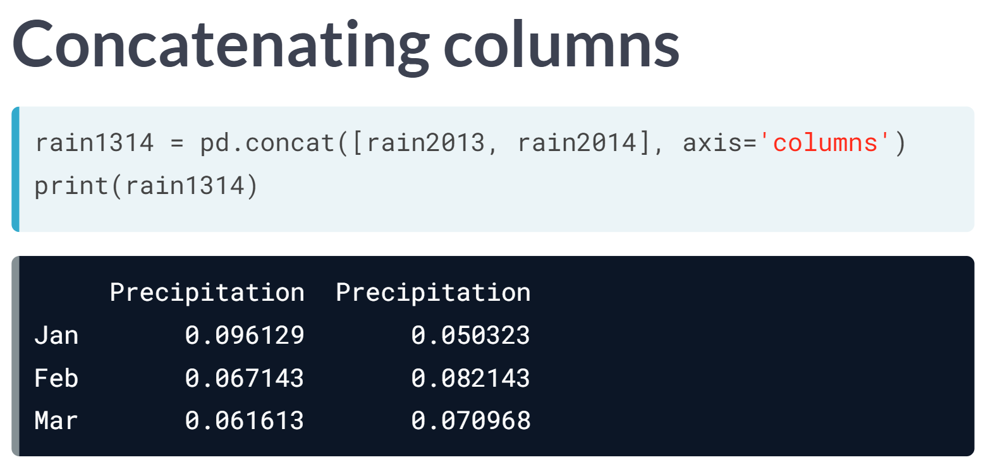 Concatenating columns
rain1314 = pd.concat([rain2013, rain2014], axis='columns')
print(rain1314)
Precipitation  Precipitation
Jan       0.096129       0.050323
Feb       0.067143       0.082143
Mar       0.061613       0.070968